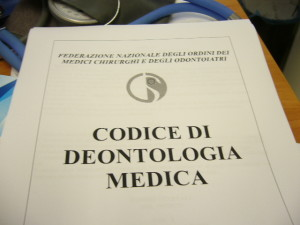 FEDERAZIONE NAZIONALE DEGLI ORDINI DEI
MEDICI CHIRURGHI E DEGLI ODONTOIATRI
CODICE DI
DEONTOLOGIA
MEDICA